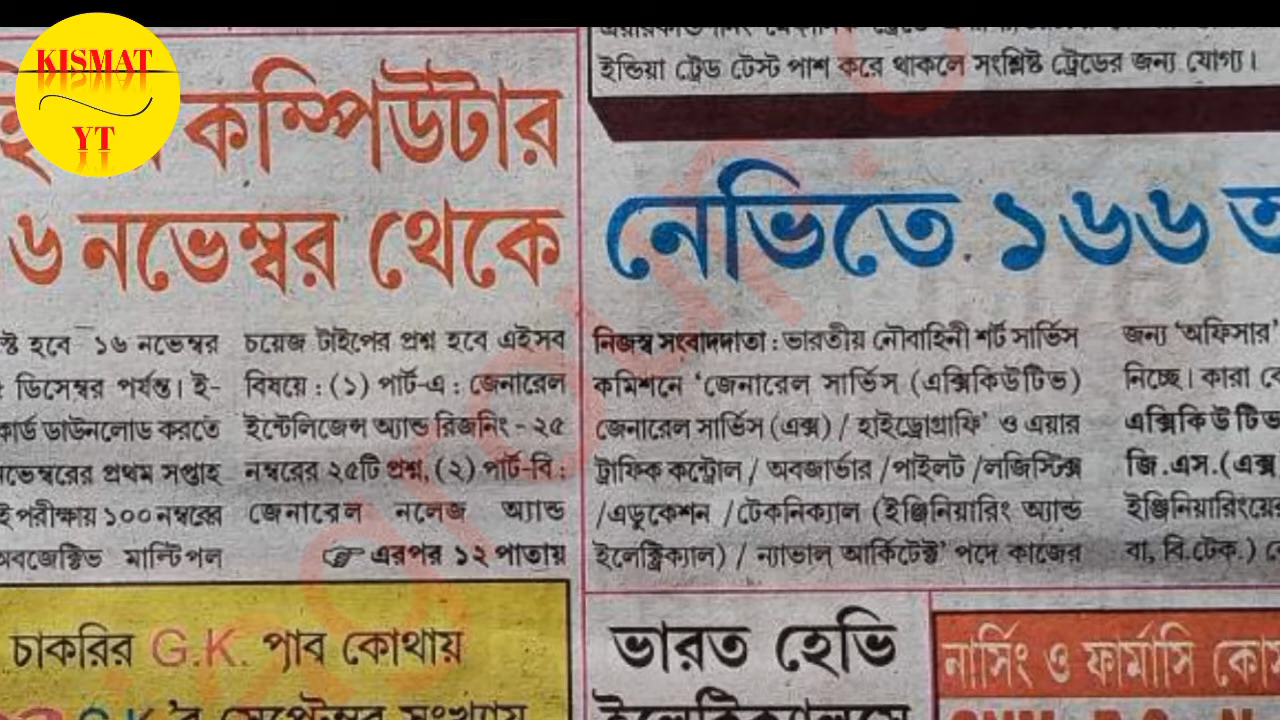 KISMAT
YT
কম্পিউটার
৬ নভেম্বর থেকে
হবে ১৬ নভেম্বর
ডিসেম্বর পর্যন্ত। ই-
কার্ড ডাউনলোড করতে
নভেম্বরের প্রথম সপ্তাহ
পরীক্ষায় ১০০ নম্বরের
অবজেক্টিভ মাল্টিপল
চয়েজ টাইপের প্রশ্ন হবে এইসব
বিষয়ে : (১) পার্ট-এ : জেনারেল
ইন্টেলিজেন্স অ্যান্ড রিজনিং - ২৫
নম্বরের ২৫টি প্রশ্ন, (২) পার্ট-বি :
জেনারেল নলেজ অ্যান্ড
এরপর ১২ পাতায়
চাকরির G.K. পাব কোথায়
G.K.'র সেপ্টেম্বর সংখ্যায়
ইন্ডিয়া ট্রেড টেস্ট পাশ করে থাকলে সংশ্লিষ্ট ট্রেডের জন্য যোগ্য।
নেভিতে ১৬৬
নিজস্ব সংবাদদাতা : ভারতীয় নৌবাহিনী শর্ট সার্ভিস
কমিশনে 'জেনারেল সার্ভিস (এক্সিকিউটিভ)
জেনারেল সার্ভিস (এক্স) / হাইড্রোগ্রাফি' ও এয়ার
ট্রাফিক কন্ট্রোল / অবজার্ভার /পাইলট /লজিস্টিক্স
/এডুকেশন /টেকনিক্যাল (ইঞ্জিনিয়ারিং অ্যান্ড
ইলেক্ট্রিক্যাল) / ন্যাভাল আর্কিটেক্ট' পদে কাজের
জন্য 'অফিসার'
নিচ্ছে। কারা
এক্সিকিউটিভ
জি.এস.(এক্স
ইঞ্জিনিয়ারিংয়ের
বা, বি.টেক.)
ভারত হেভি
ইলেক্ট্রিক্যালসে
নার্সিং ও ফার্মাসি